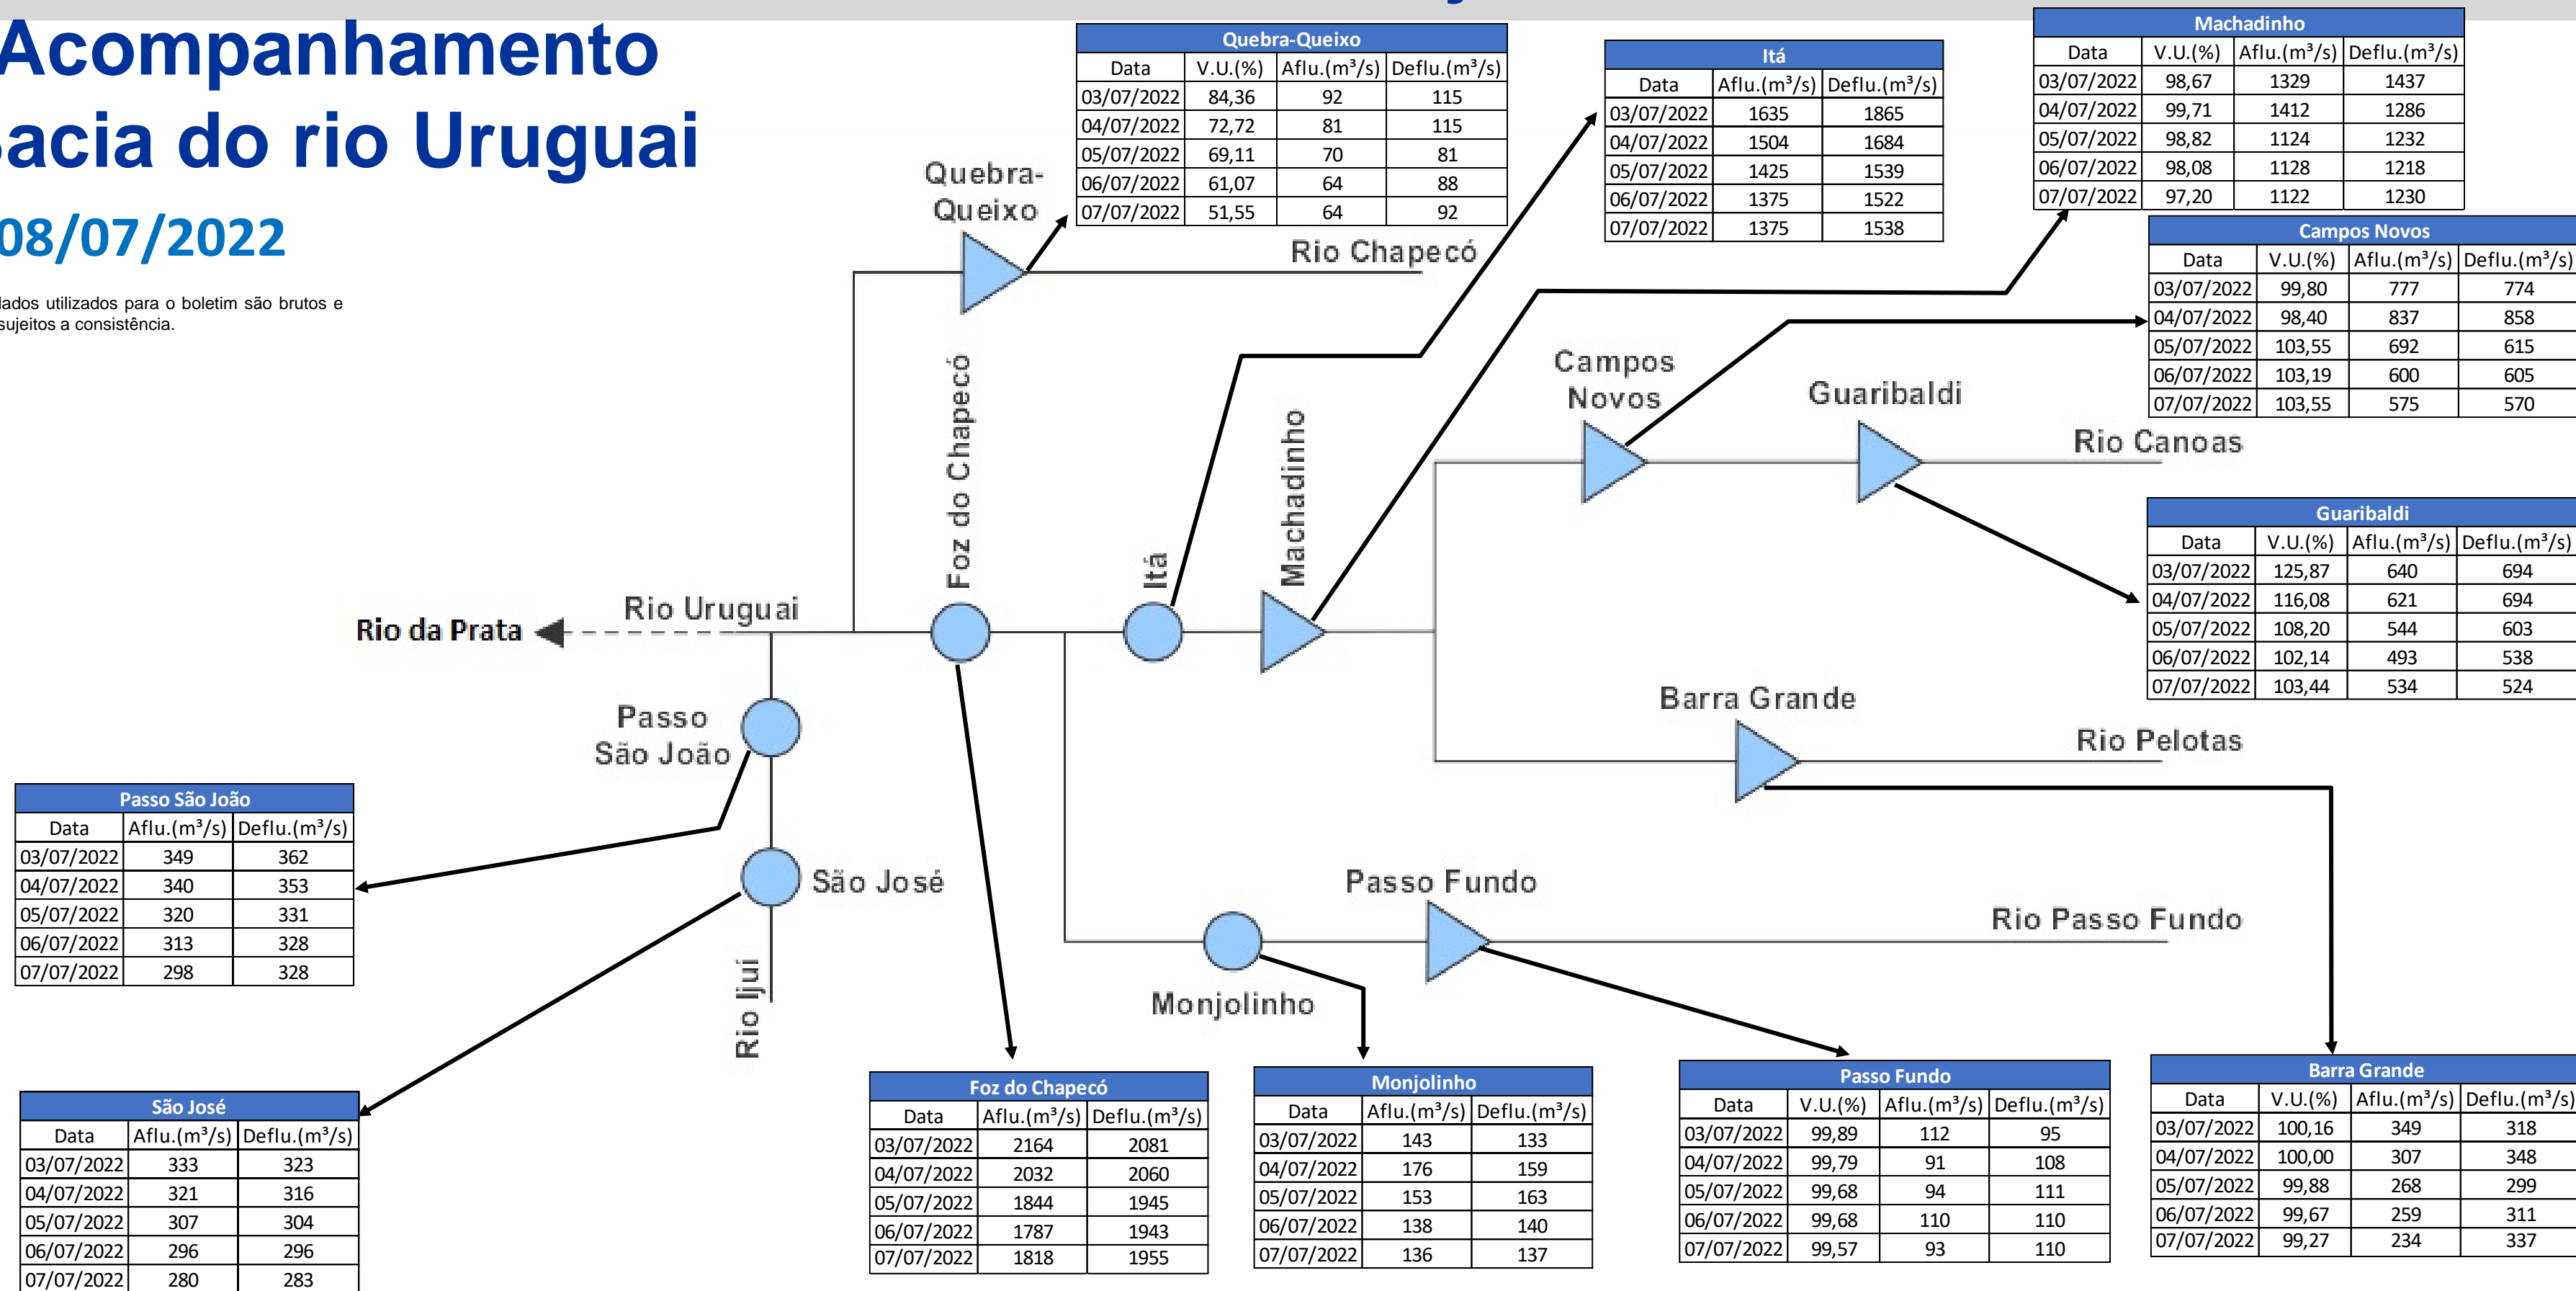 Acompanhamento
acia do rio Uruguai
08/07/2022
dados utilizados para o boletim são brutos e
sujeitos a consistência.
Quebra-Queixo
Data V.U.(%) Aflu.(m³/s) Deflu.(m³/s)
03/07/2022 84,36 92 115
04/07/2022 72,72 81 115
05/07/2022 69,11 70 81
06/07/2022 61,07 64 88
07/07/2022 51,55 64 92
Itá
Data Aflu.(m³/s) Deflu.(m³/s)
03/07/2022 1635 1865
04/07/2022 1504 1684
05/07/2022 1425 1539
06/07/2022 1375 1522
07/07/2022 1375 1538
Machadinho
Data V.U.(%) Aflu.(m³/s) Deflu.(m³/s)
03/07/2022 98,67 1329 1437
04/07/2022 99,71 1412 1286
05/07/2022 98,82 1124 1232
06/07/2022 98,08 1128 1218
07/07/2022 97,20 1122 1230
Campos Novos
Data V.U.(%) Aflu.(m³/s) Deflu.(m³/s)
03/07/2022 99,80 777 774
04/07/2022 98,40 837 858
05/07/2022 103,55 692 615
06/07/2022 103,19 600 605
07/07/2022 103,55 575 570
Guaribaldi
Data V.U.(%) Aflu.(m³/s) Deflu.(m³/s)
03/07/2022 125,87 640 694
04/07/2022 116,08 621 694
05/07/2022 108,20 544 603
06/07/2022 102,14 493 538
07/07/2022 103,44 534 524
Quebra-
Queixo
Rio Chapecó
Foz do Chapecó
Itá
Machadinho
Campos
Novos
Guaribaldi
Rio Canoas
Rio da Prata
Rio Uruguai
Barra Grande
Rio Pelotas
Passo
São João
São José
Rio Ijuí
Passo Fundo
Rio Passo Fundo
Monjolinho
Passo São João
Data Aflu.(m³/s) Deflu.(m³/s)
03/07/2022 349 362
04/07/2022 340 353
05/07/2022 320 331
06/07/2022 313 328
07/07/2022 298 328
São José
Data Aflu.(m³/s) Deflu.(m³/s)
03/07/2022 333 323
04/07/2022 321 316
05/07/2022 307 304
06/07/2022 296 296
07/07/2022 280 283
Foz do Chapecó
Data Aflu.(m³/s) Deflu.(m³/s)
03/07/2022 2164 2081
04/07/2022 2032 2060
05/07/2022 1844 1945
06/07/2022 1787 1943
07/07/2022 1818 1955
Monjolinho
Data Aflu.(m³/s) Deflu.(m³/s)
03/07/2022 143 133
04/07/2022 176 159
05/07/2022 153 163
06/07/2022 138 140
07/07/2022 136 137
Passo Fundo
Data V.U.(%) Aflu.(m³/s) Deflu.(m³/s)
03/07/2022 99,89 112 95
04/07/2022 99,79 91 108
05/07/2022 99,68 94 111
06/07/2022 99,68 110 110
07/07/2022 99,57 93 110
Barra Grande
Data V.U.(%) Aflu.(m³/s) Deflu.(m³/s)
03/07/2022 100,16 349 318
04/07/2022 100,00 307 348
05/07/2022 99,88 268 299
06/07/2022 99,67 259 311
07/07/2022 99,27 234 337